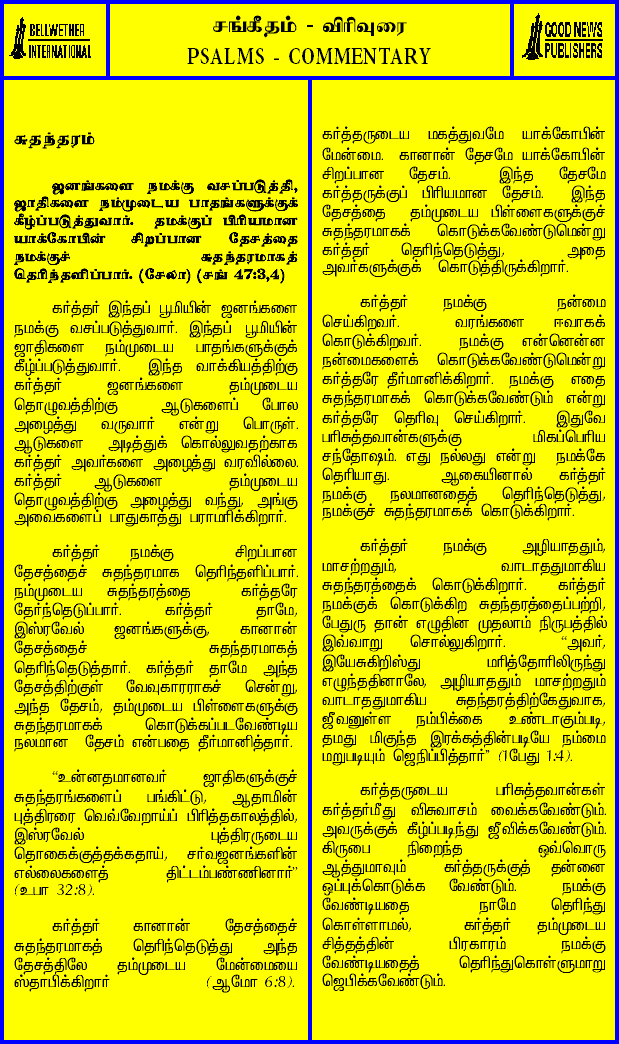 BELLWETHER
INTERNATIONAL
சங்கீதம் - விரிவுரை
PSALMS - COMMENTARY
GOOD NEWS
PUBLISHERS
சுதந்தரம்
ஜனங்களை நமக்கு வசப்படுத்தி,
ஜாதிகளை நம்முடைய பாதங்களுக்குக்
கீழ்ப்படுத்துவார். தமக்குப் பிரியமான
யாக்கோபின் சிறப்பான தேசத்தை
நமக்குச் சுதந்தரமாகத்
தெரிந்தளிப்பார். (சேலா) (சங் 47:3,4)
கர்த்தர் இந்தப் பூமியின் ஜனங்களை
நமக்கு வசப்படுத்துவார். இந்தப் பூமியின்
ஜாதிகளை நம்முடைய பாதங்களுக்குக்
கீழ்ப்படுத்துவார். இந்த வாக்கியத்திற்கு
கர்த்தர் ஜனங்களை தம்முடைய
தொழுவத்திற்கு ஆடுகளைப் போல
அழைத்து வருவார் என்று பொருள்.
ஆடுகளை அடித்துக் கொல்லுவதற்காக
கர்த்தர் அவர்களை அழைத்து வரவில்லை.
கர்த்தர் ஆடுகளை தம்முடைய
தொழுவத்திற்கு அழைத்து வந்து, அங்கு
அவைகளைப் பாதுகாத்து பராமரிக்கிறார்.
கர்த்தர் நமக்கு சிறப்பான
தேசத்தைச் சுதந்தரமாக தெரிந்தளிப்பார்.
நம்முடைய சுதந்தரத்தை கர்த்தரே
தேர்ந்தெடுப்பார். கர்த்தர் தாமே,
இஸ்ரவேல் ஜனங்களுக்கு, கானான்
தேசத்தைச் சுதந்தரமாகத்
தெரிந்தெடுத்தார். கர்த்தர் தாமே அந்த
தேசத்திற்குள் வேவுகாரராகச் சென்று,
அந்த தேசம், தம்முடைய பிள்ளைகளுக்கு
சுதந்தரமாகக் கொடுக்கப்படவேண்டிய
நலமான தேசம் என்பதை தீர்மானித்தார்.
“உன்னதமானவர் ஜாதிகளுக்குச்
சுதந்தரங்களைப் பங்கிட்டு, ஆதாமின்
புத்திரரை வெவ்வேறாய்ப் பிரித்தகாலத்தில்,
இஸ்ரவேல் புத்திரருடைய
தொகைக்குத்தக்கதாய், சர்வஜனங்களின்
எல்லைகளைத் திட்டம்பண்ணினார்”
(உபா 32:8).
கர்த்தர் கானான் தேசத்தைச்
சுதந்தரமாகத் தெரிந்தெடுத்து அந்த
தேசத்திலே தம்முடைய மேன்மையை
ஸ்தாபிக்கிறார் (ஆமோ 6:8).
கர்த்தருடைய மகத்துவமே யாக்கோபின்
மேன்மை. கானான் தேசமே யாக்கோபின்
சிறப்பான தேசம். இந்த தேசமே
கர்த்தருக்குப் பிரியமான தேசம். இந்த
தேசத்தை தம்முடைய பிள்ளைகளுக்குச்
சுதந்தரமாகக் கொடுக்கவேண்டுமென்று
கர்த்தர் தெரிந்தெடுத்து, அதை
அவர்களுக்குக் கொடுத்திருக்கிறார்.
கர்த்தர் நமக்கு நன்மை
செய்கிறவர். வரங்களை ஈவாகக்
கொடுக்கிறவர். நமக்கு என்னென்ன
நன்மைகளைக் கொடுக்கவேண்டுமென்று
கர்த்தரே தீர்மானிக்கிறார். நமக்கு எதை
சுதந்தரமாகக் கொடுக்கவேண்டும் என்று
கர்த்தரே தெரிவு செய்கிறார். இதுவே
பரிசுத்தவான்களுக்கு மிகப்பெரிய
சந்தோஷம். எது நல்லது என்று நமக்கே
தெரியாது. ஆகையினால் கர்த்தர்
நமக்கு நலமானதைத் தெரிந்தெடுத்து,
நமக்குச் சுதந்தரமாகக் கொடுக்கிறார்.
கர்த்தர் நமக்கு அழியாததும்,
மாசற்றதும், வாடாததுமாகிய
சுதந்தரத்தைக் கொடுக்கிறார். கர்த்தர்
நமக்குக் கொடுக்கிற சுதந்தரத்தைப்பற்றி,
பேதுரு தான் எழுதின முதலாம் நிருபத்தில்
இவ்வாறு சொல்லுகிறார். “அவர்,
இயேசுகிறிஸ்து மரித்தோரிலிருந்து
எழுந்ததினாலே, அழியாததும் மாசற்றதும்
வாடாததுமாகிய சுதந்தரத்திற்கேதுவாக,
ஜீவனுள்ள நம்பிக்கை உண்டாகும்படி,
தமது மிகுந்த இரக்கத்தின்படியே நம்மை
மறுபடியும் ஜெநிப்பித்தார்” (1பேது 1:4).
கர்த்தருடைய பரிசுத்தவான்கள்
கர்த்தர்மீது விசுவாசம் வைக்கவேண்டும்.
அவருக்குக் கீழ்ப்படிந்து ஜீவிக்கவேண்டும்.
கிருபை நிறைந்த ஒவ்வொரு
ஆத்துமாவும் கர்த்தருக்குத் தன்னை
ஒப்புக்கொடுக்க வேண்டும். நமக்கு
வேண்டியதை நாமே தெரிந்து
கொள்ளாமல், கர்த்தர் தம்முடைய
சித்தத்தின் பிரகாரம் நமக்கு
வேண்டியதைத் தெரிந்துகொள்ளுமாறு
ஜெபிக்கவேண்டும்.